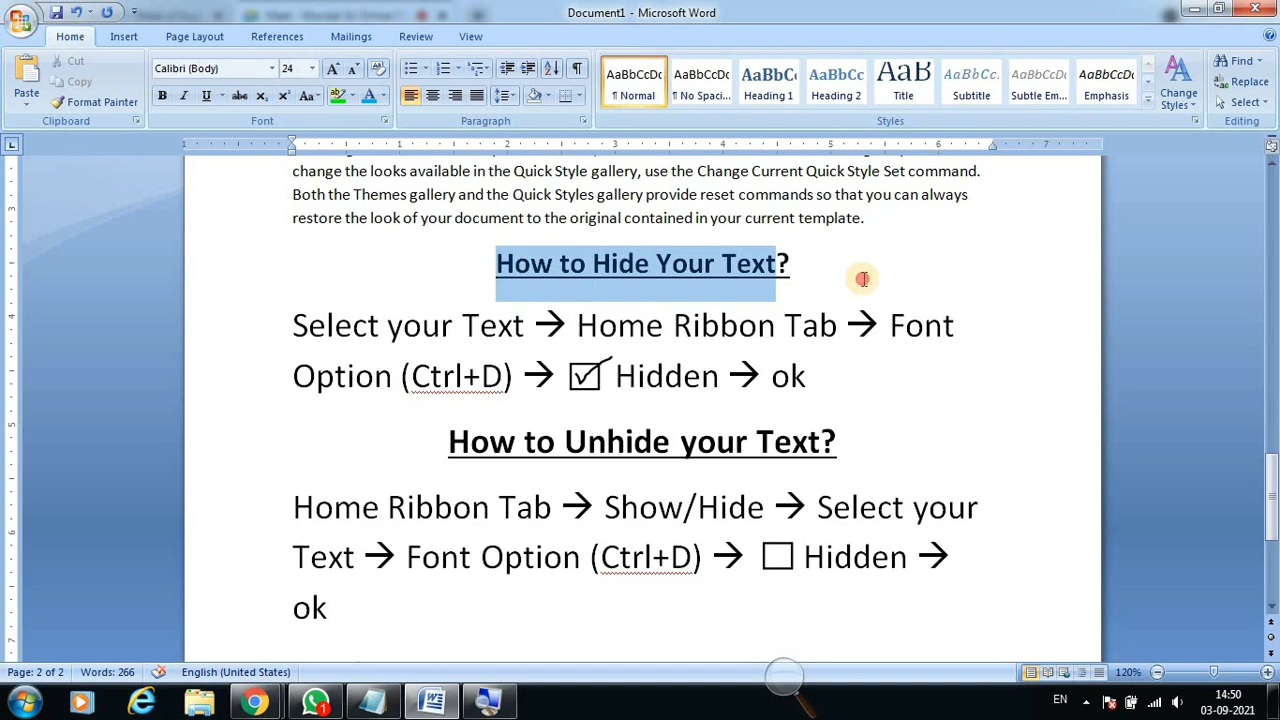 Document1 - Microsoft Word
Home Insert Page Layout References Mailings Review View
Paste
Cut
Copy
Format Painter
Clipboard
Calibri (Body) 24
Font
Paragraph
AaBbCcDc AaBbCcDc AaBbCc AaBbCc AaB AaBbCc. AaBbCcDc AaBbCcDc
¶ Normal ¶ No Spaci... Heading 1 Heading 2 Title Subtitle Subtle Em... Emphasis
Change
Styles
Styles
Find
Replace
Select
Editing
change the looks available in the Quick Style gallery, use the Change Current Quick Style Set command.
Both the Themes gallery and the Quick Styles gallery provide reset commands so that you can always
restore the look of your document to the original contained in your current template.
How to Hide Your Text?
Select your Text → Home Ribbon Tab → Font
Option (Ctrl+D) → ☑ Hidden → ok
How to Unhide your Text?
Home Ribbon Tab → Show/Hide → Select your
Text → Font Option (Ctrl+D) → ☐ Hidden →
ok
Page: 2 of 2 Words: 266 English (United States) 120%
EN 14:50
03-09-2021